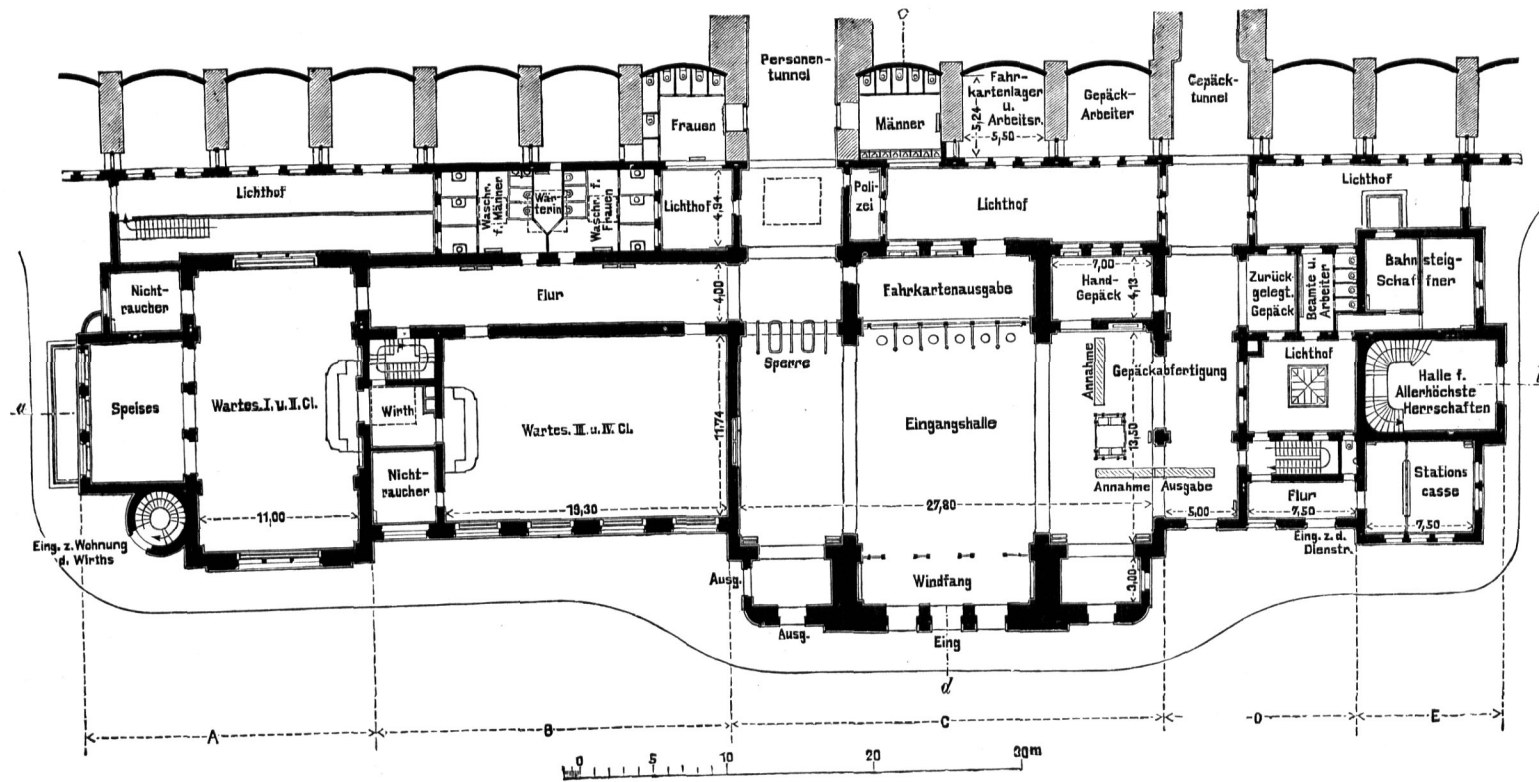 Personen-
tunnel
Fahr-
kartenlager
u.
Arbeitsr.
5,24
5,50
Gepäck-
Arbeiter
Gepäck
tunnel
Frauen
Männer
Lichthof
Waschr. f.
f. Männer
Wär-
terin
Waschr. f.
Frauen
Lichthof
4,94
Poli-
zei
Lichthof
Lichthof
Nicht-
raucher
Flur
4,00
Fahrkartenausgabe
7,00
Hand-
Gepäck
4,13
Zurück-
gelegt.
Gepäck
Beamte u.
Arbeiter
Bahnsteig-
Schaffner
Speises
Wartes. I. u. II. Cl.
Wirth
Wartes. III. u. IV. Cl.
11,74
Sperre
Eingangshalle
Annahme
Gepäckabfertigung
13,50
Lichthof
Halle f.
Allerhöchste
Herrschaften
a
Nicht-
raucher
Annahme
Ausgabe
Stations
casse
11,00
19,30
27,80
5,00
Flur
7,50
7,50
Eing. z. Wohnung
d. Wirths
Eing. z. d.
Dienstr.
Ausg.
Windfang
3,00
Ausg.
Eing
d
A
B
C
D
E
0
5
10
20
30m